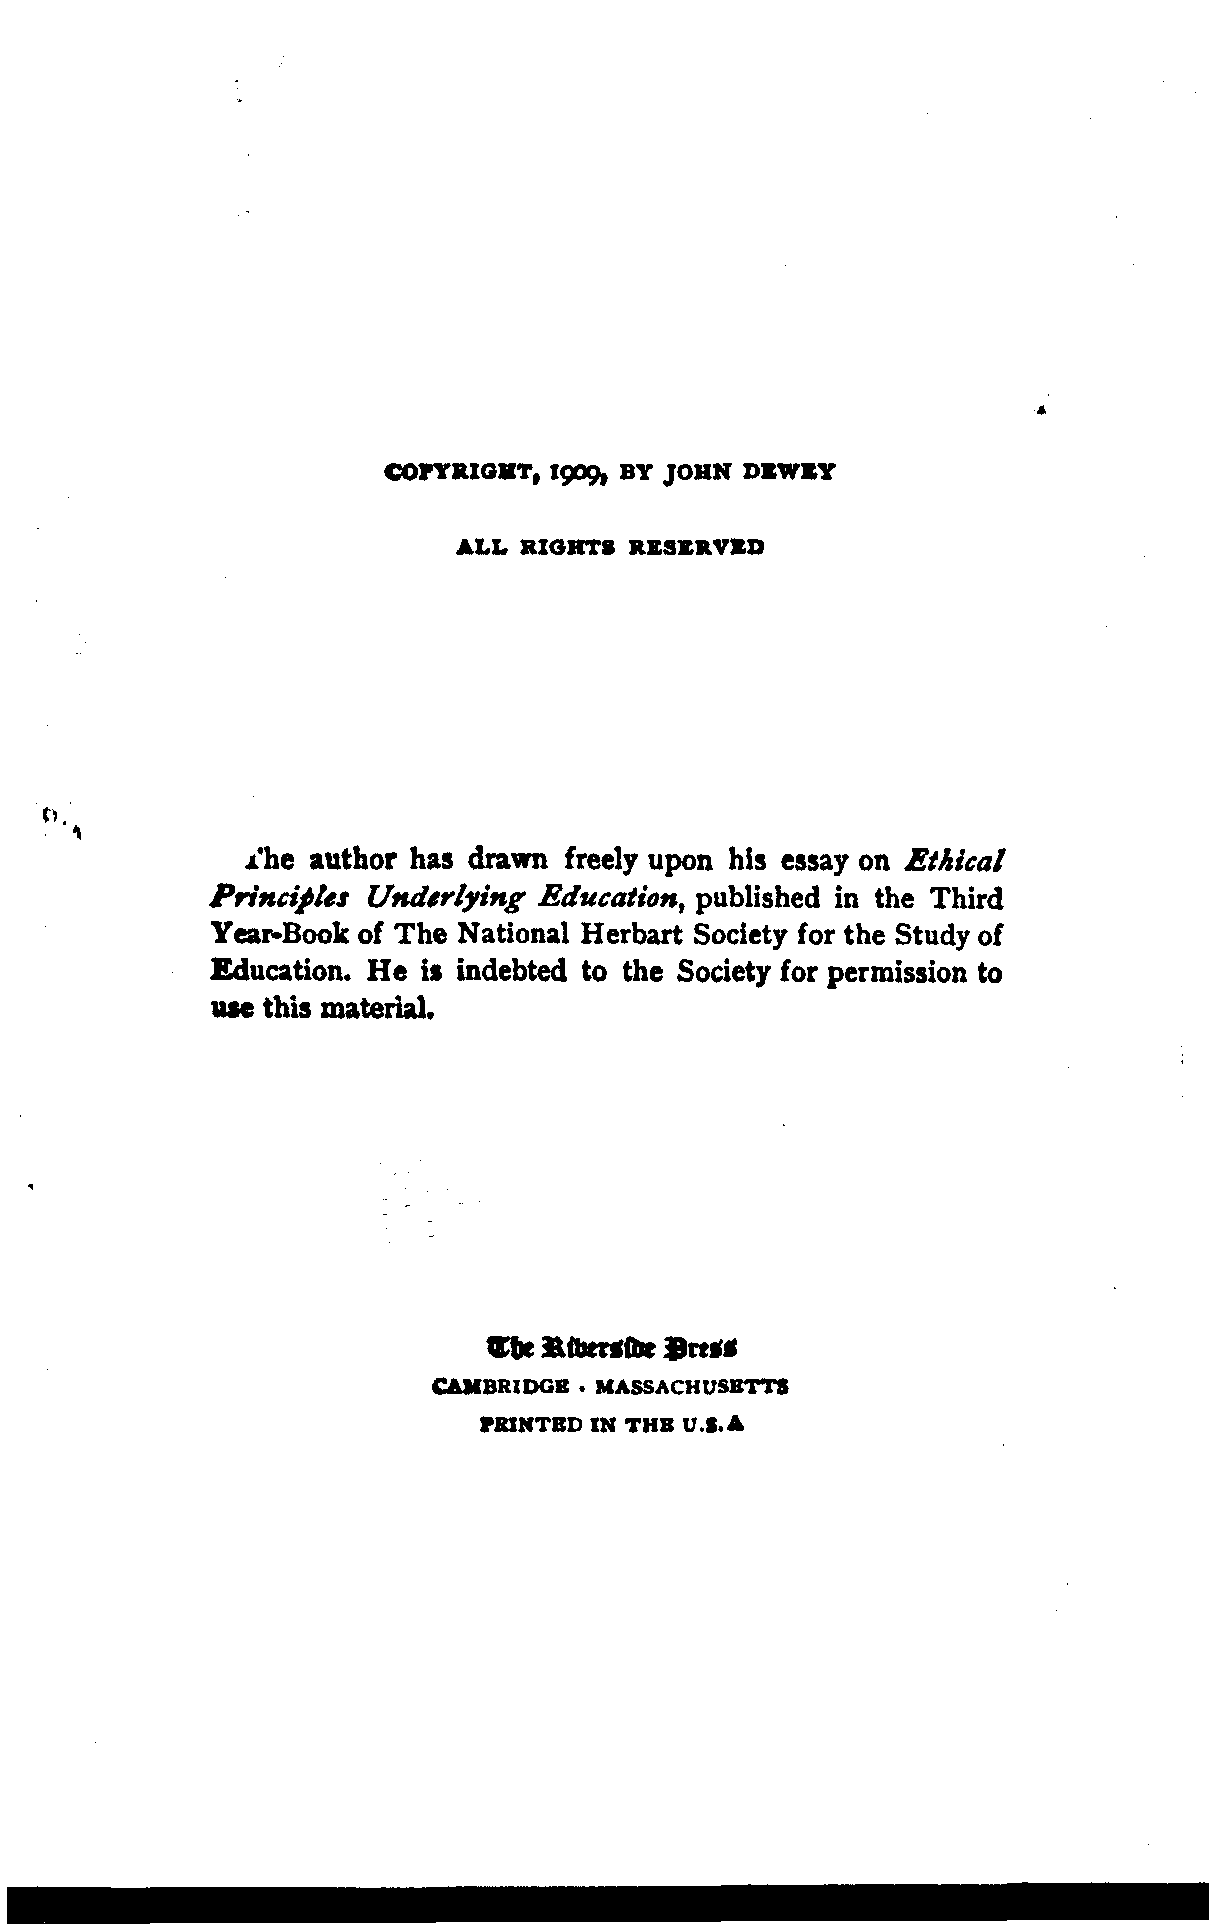 COPYRIGHT, 1909, BY JOHN DEWEY
ALL RIGHTS RESERVED
The author has drawn freely upon his essay on Ethical
Principles Underlying Education, published in the Third
Year-Book of The National Herbart Society for the Study of
Education. He is indebted to the Society for permission to
use this material.
The Riverside Press
CAMBRIDGE · MASSACHUSETTS
PRINTED IN THE U.S.A